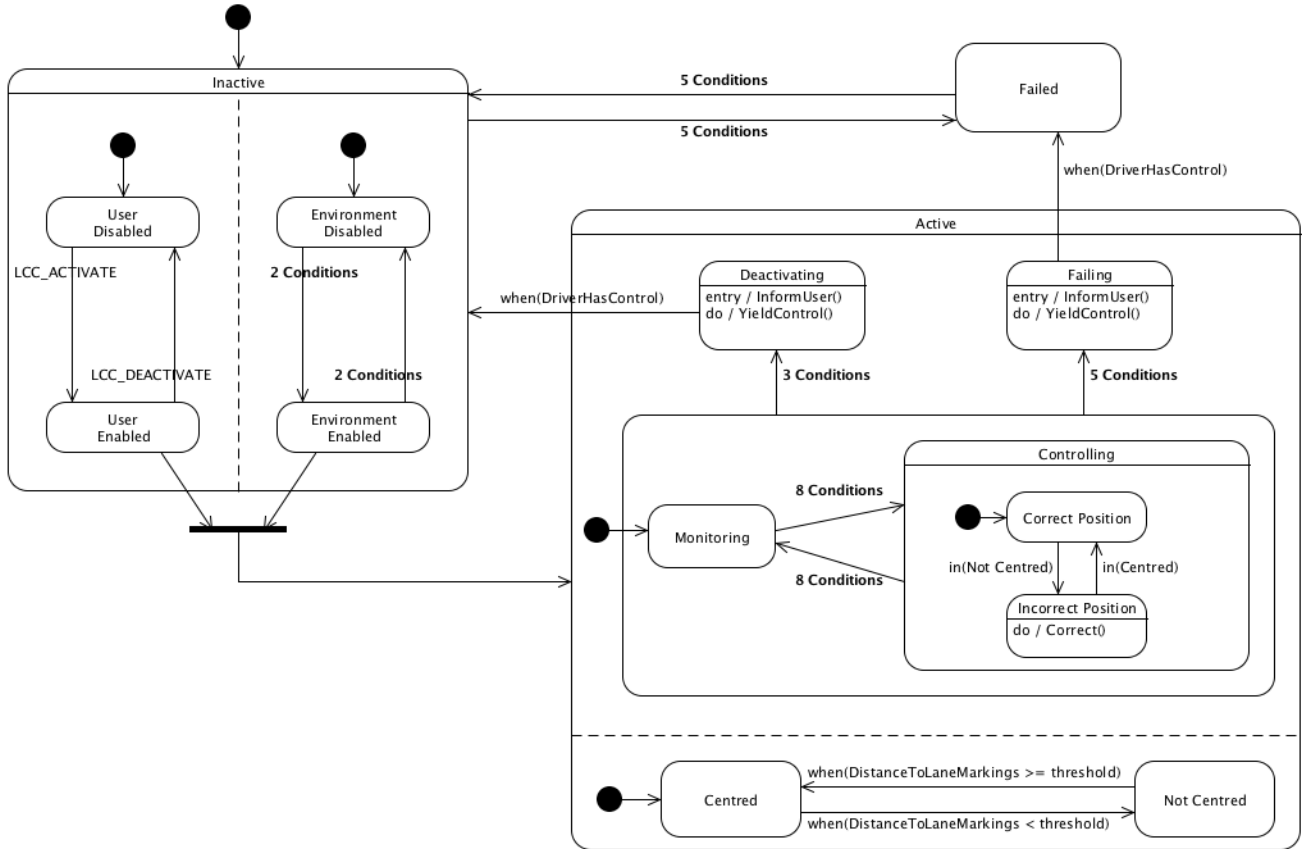 Inactive
5 Conditions
Failed
5 Conditions
when(DriverHasControl)
User
Disabled
Environment
Disabled
Active
LCC_ACTIVATE
2 Conditions
Deactivating
entry / InformUser()
do / YieldControl()
Failing
entry / InformUser()
do / YieldControl()
when(DriverHasControl)
LCC_DEACTIVATE
2 Conditions
3 Conditions
5 Conditions
User
Enabled
Environment
Enabled
Controlling
8 Conditions
Monitoring
Correct Position
8 Conditions
in(Not Centred)
in(Centred)
Incorrect Position
do / Correct()
when(DistanceToLaneMarkings >= threshold)
Centred
Not Centred
when(DistanceToLaneMarkings < threshold)